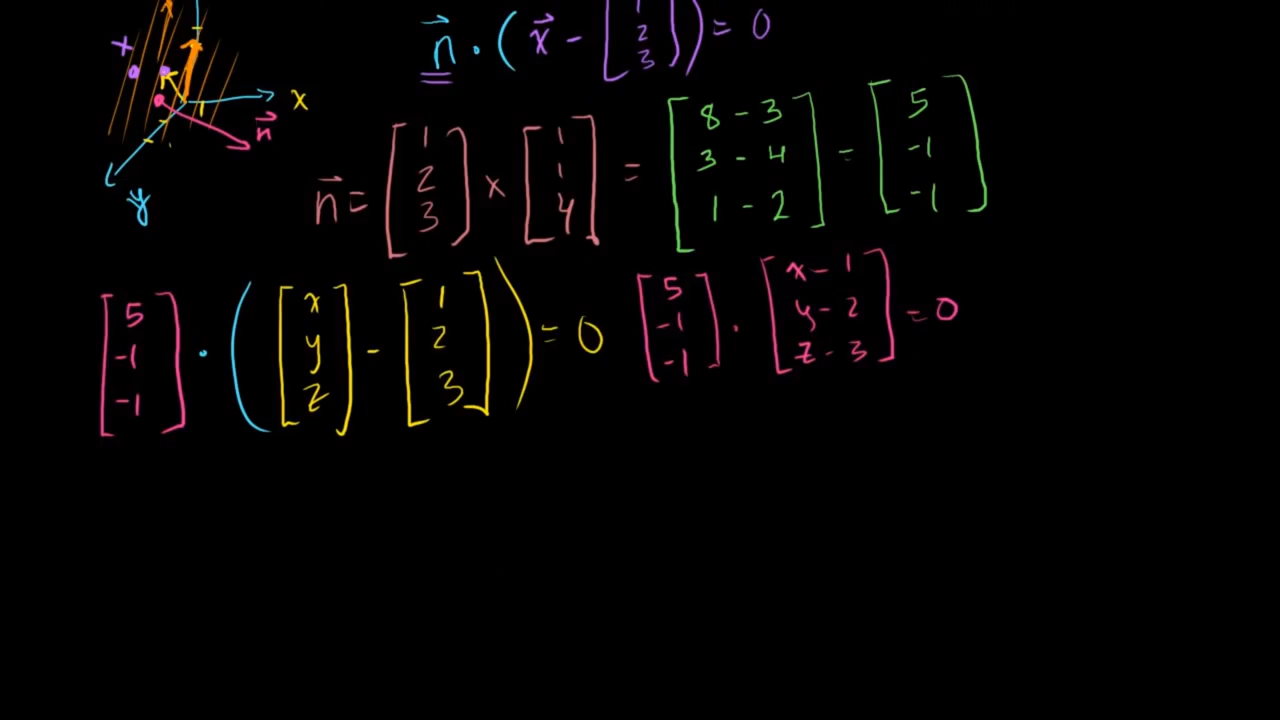 n⃗ · ( x⃗ - [ 1 2 3 ] ) = 0
x
x
n⃗
y
n⃗ = [ 1 2 3 ] × [ 1 1 4 ] = [ 8 - 3 3 - 4 1 - 2 ] = [ 5 -1 -1 ]
[ 5 -1 -1 ] · ( [ x y z ] - [ 1 2 3 ] ) = 0
[ 5 -1 -1 ] · [ x - 1 y - 2 z - 3 ] = 0